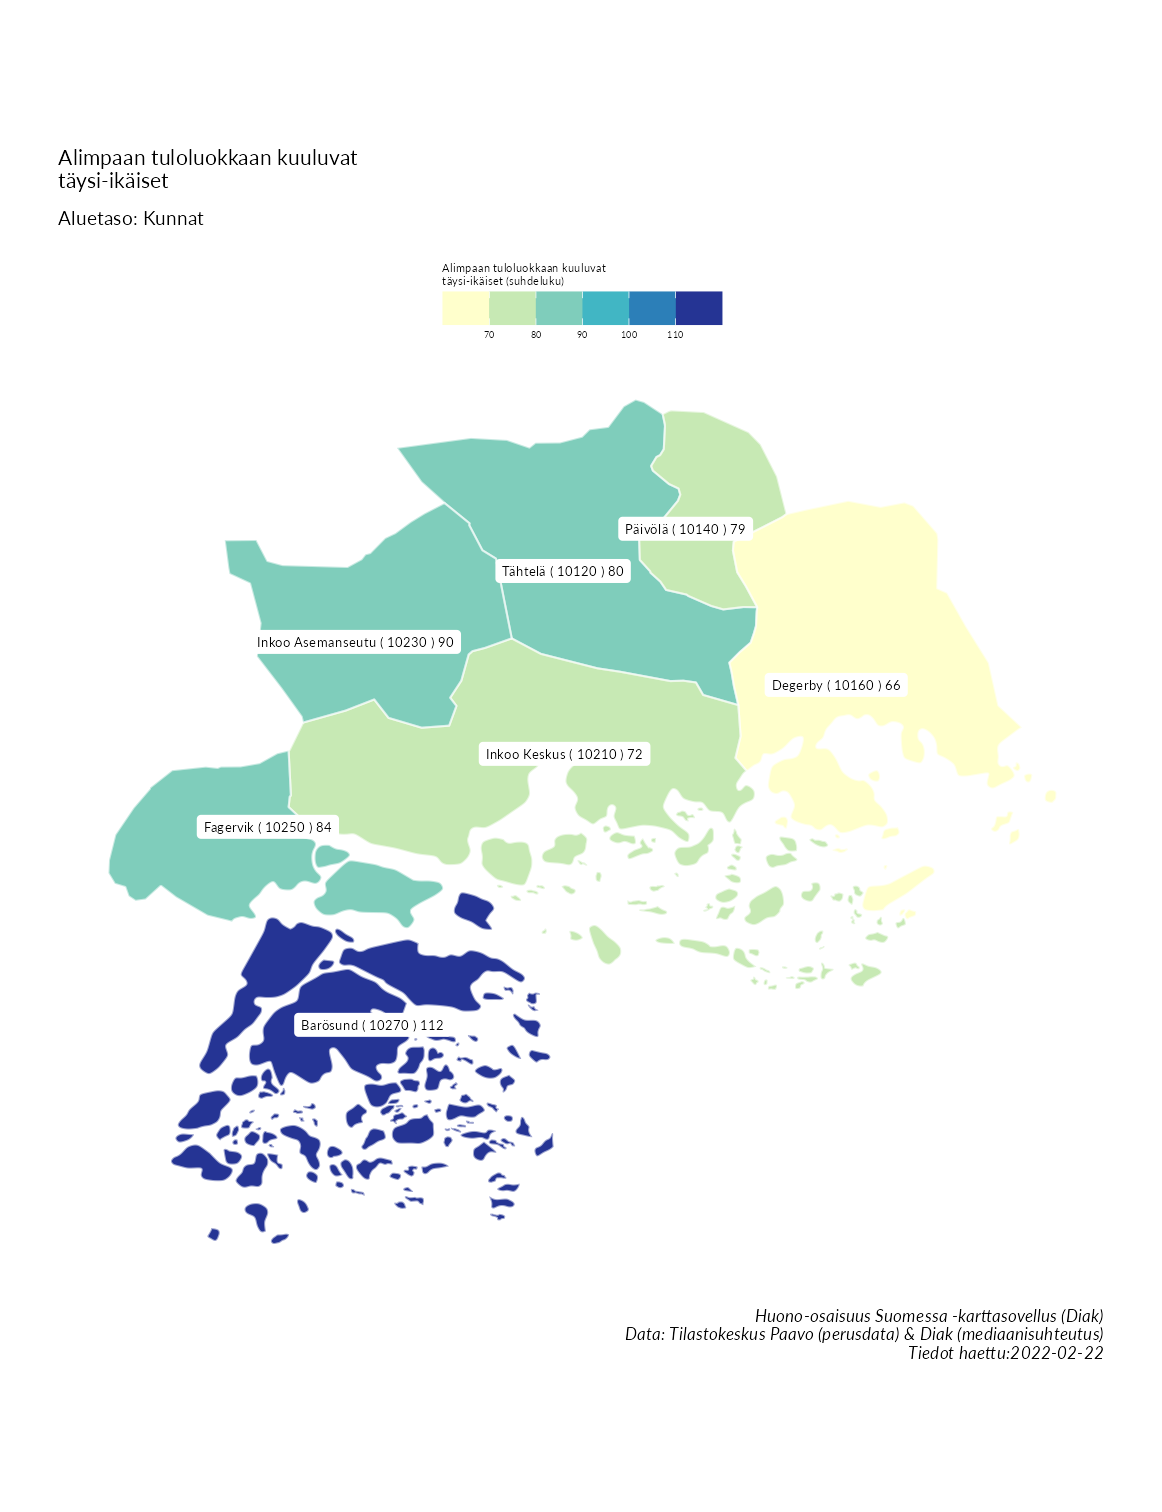 Alimpaan tuloluokkaan kuuluvat
täysi-ikäiset
Aluetaso: Kunnat
Alimpaan tuloluokkaan kuuluvat
täysi-ikäiset (suhdeluku)
70 80 90 100 110
Päivölä ( 10140 ) 79
Tähtelä ( 10120 ) 80
Inkoo Asemanseutu ( 10230 ) 90
Degerby ( 10160 ) 66
Inkoo Keskus ( 10210 ) 72
Fagervik ( 10250 ) 84
Barösund ( 10270 ) 112
Huono-osaisuus Suomessa -karttasovellus (Diak)
Data: Tilastokeskus Paavo (perusdata) & Diak (mediaanisuhteutus)
Tiedot haettu:2022-02-22